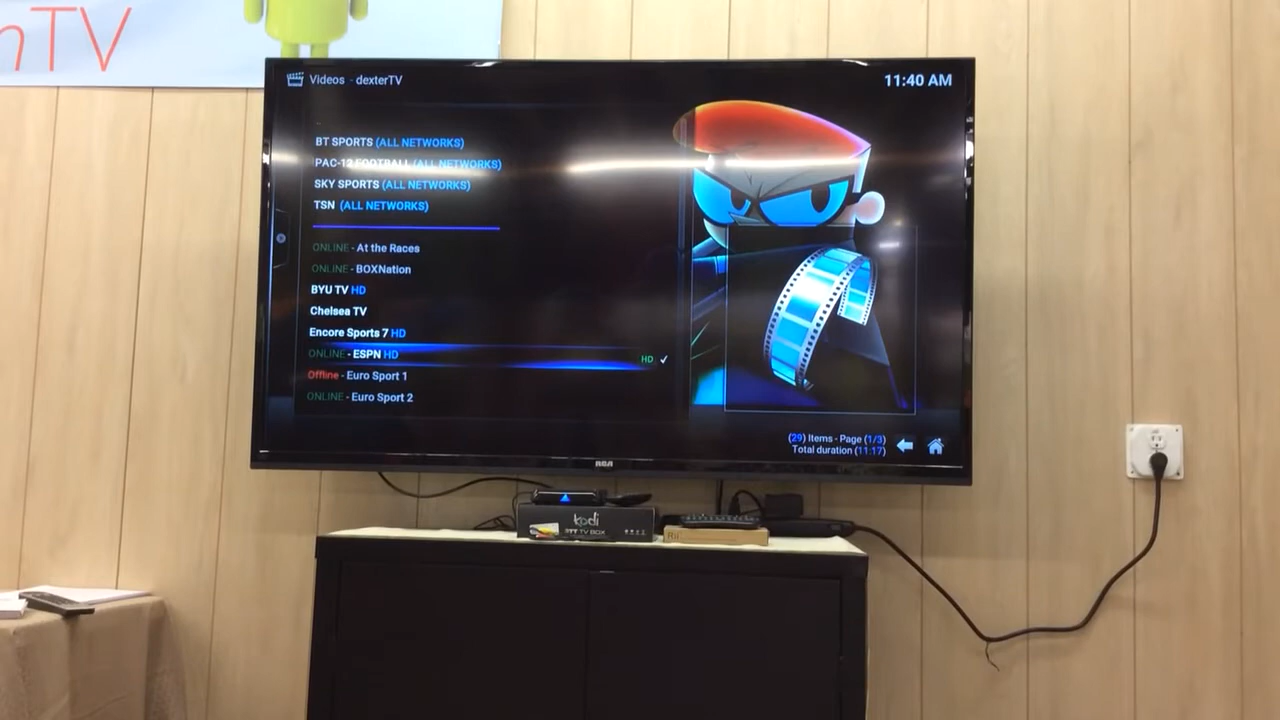 nTV
Videos - dexterTV
11:40 AM
BT SPORTS (ALL NETWORKS)
PAC-12 FOOTBALL (ALL NETWORKS)
SKY SPORTS (ALL NETWORKS)
TSN (ALL NETWORKS)
ONLINE - At the Races
ONLINE - BOXNation
BYU TV HD
Chelsea TV
Encore Sports 7 HD
ONLINE - ESPN HD
HD
Offline - Euro Sport 1
ONLINE - Euro Sport 2
(29) Items - Page (1/3)
Total duration (11:17)
RCA
kodi
TV BOX
Rii